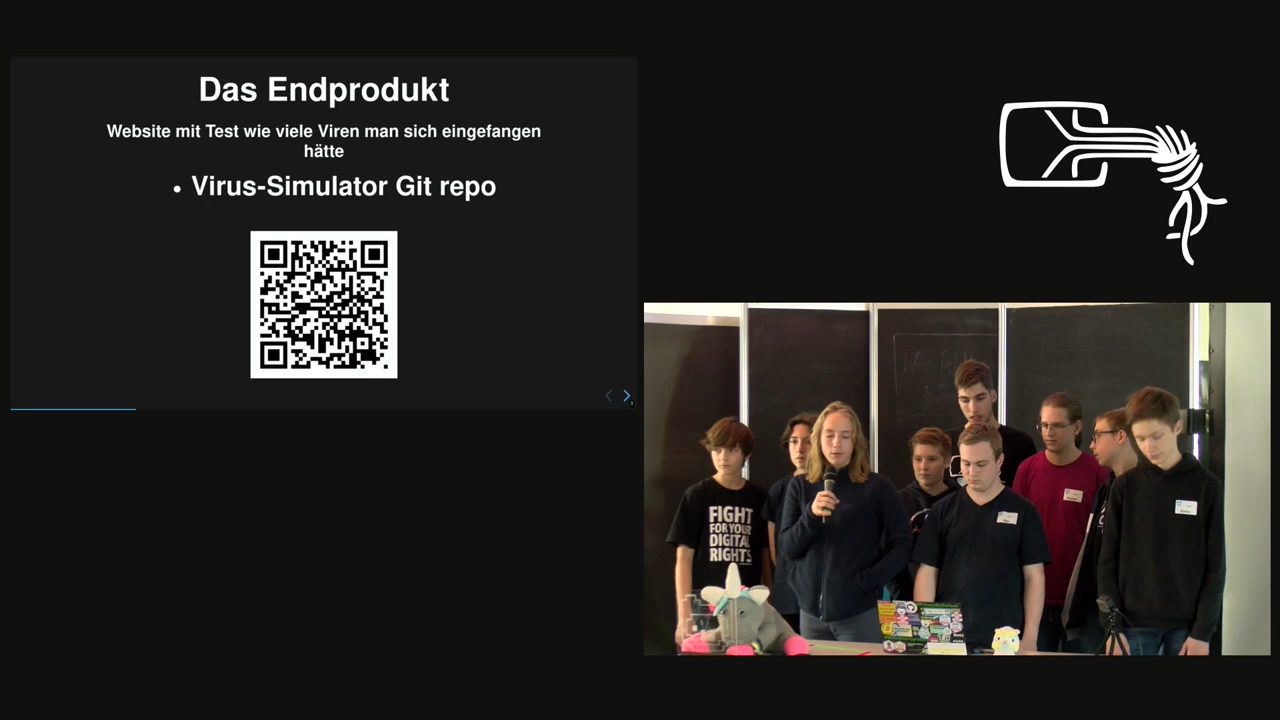 Das Endprodukt
Website mit Test wie viele Viren man sich eingefangen
hätte
• Virus-Simulator Git repo
FIGHT
FOR YOUR
DIGITAL
RIGHTS